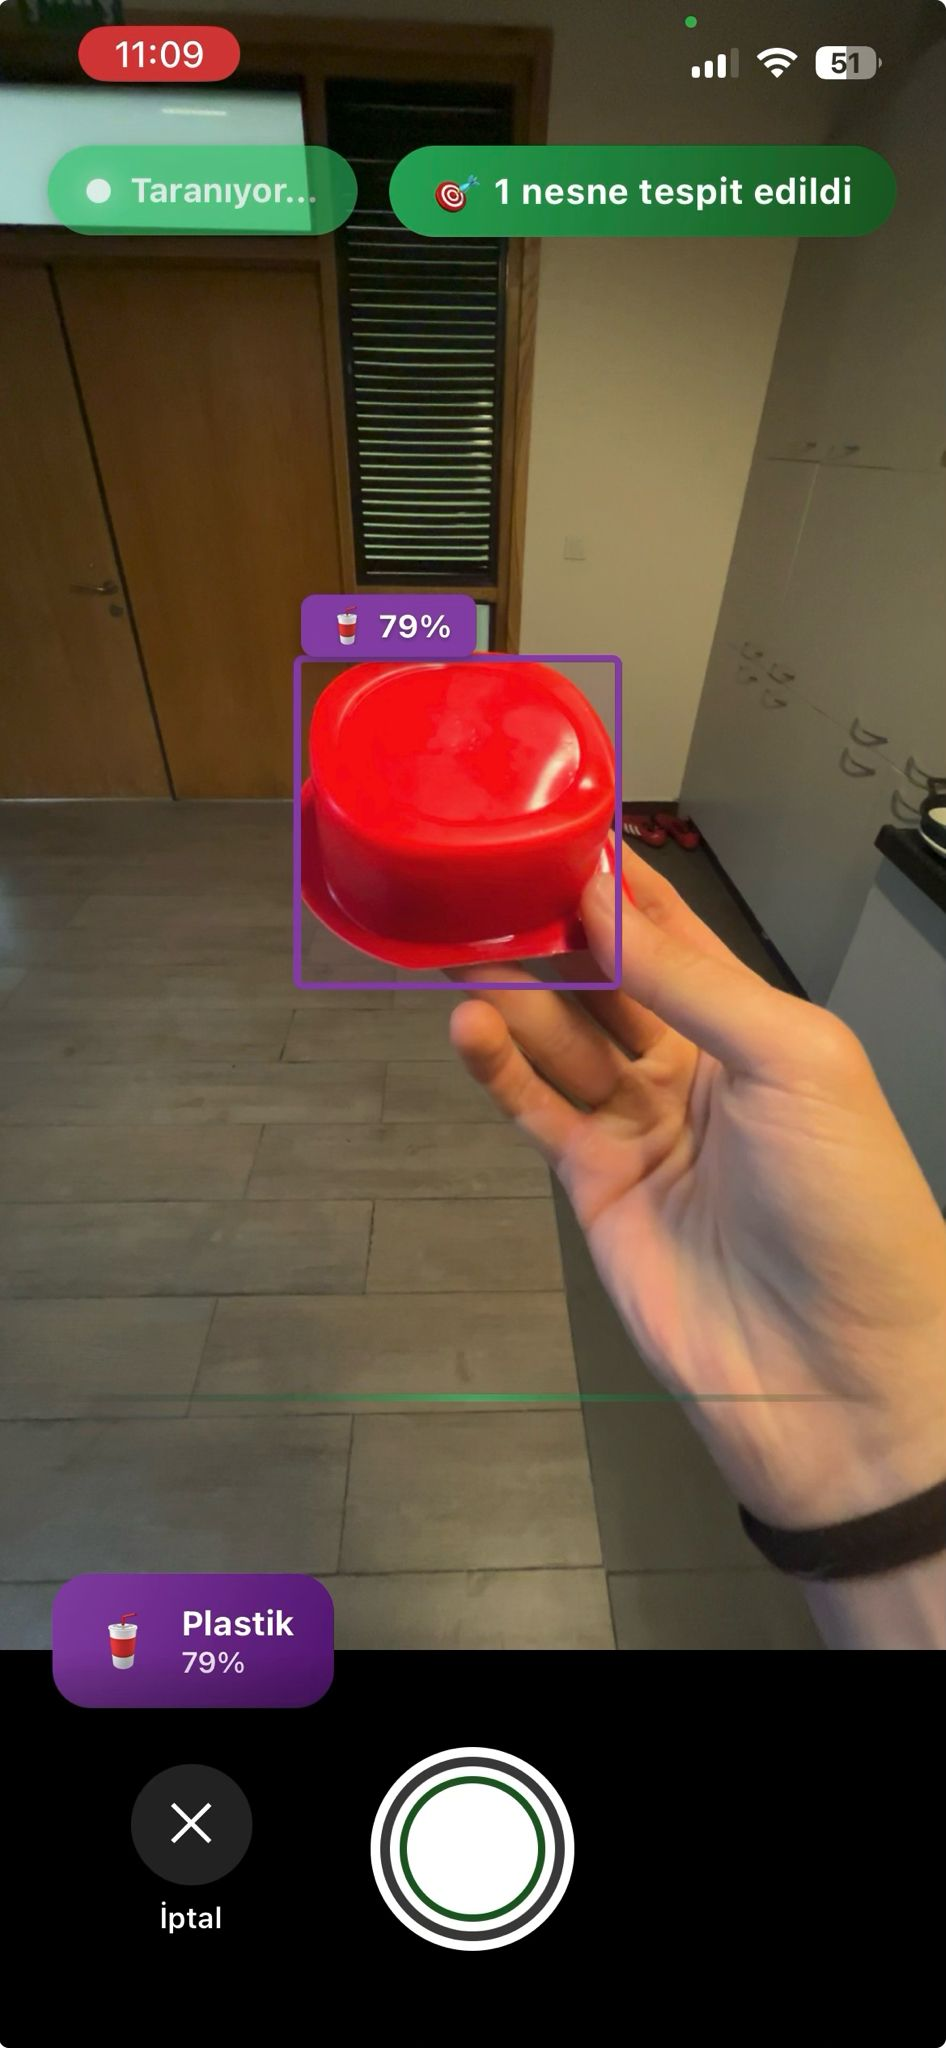 11:09
51
Taranıyor...
1 nesne tespit edildi
79%
Plastik
79%
İptal